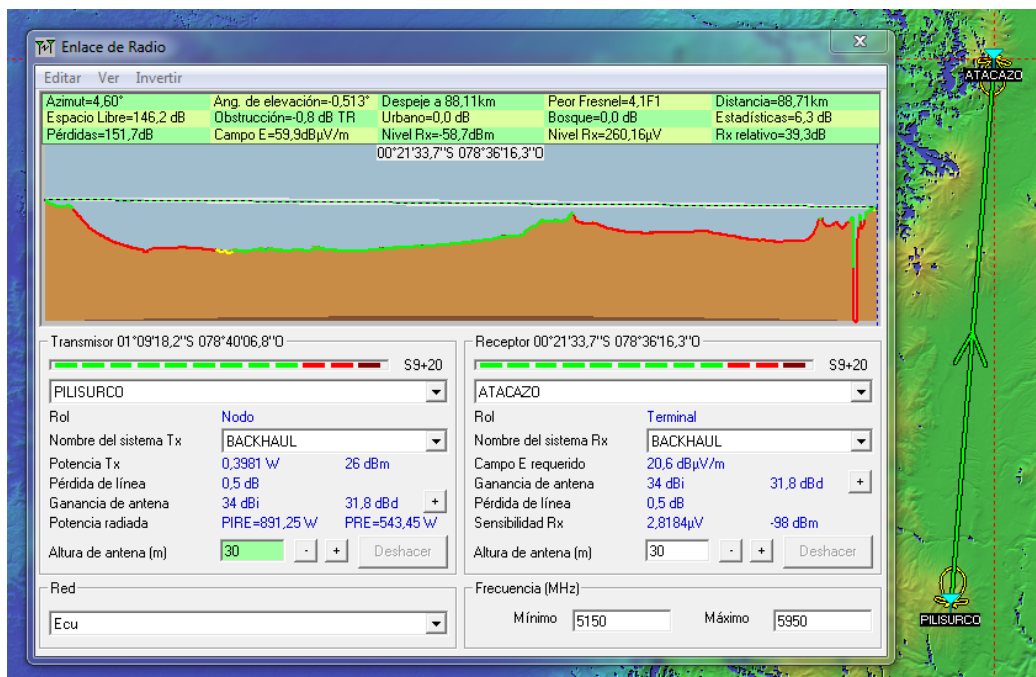 Enlace de Radio
Editar Ver Invertir
Azimut=4,60° Ang. de elevación=-0,513° Despeje a 88,11km Peor Fresnel=4,1F1 Distancia=88,71km
Espacio Libre=146,2 dB Obstrucción=-0,8 dB TR Urbano=0,0 dB Bosque=0,0 dB Estadísticas=6,3 dB
Pérdidas=151,7dB Campo E=59,9dBµV/m Nivel Rx=-58,7dBm Nivel Rx=260,16µV Rx relativo=39,3dB
00°21'33,7"S 078°36'16,3"O
Transmisor 01°09'18,2"S 078°40'06,8"O
S9+20
PILISURCO
Rol Nodo
Nombre del sistema Tx BACKHAUL
Potencia Tx 0,3981 W 26 dBm
Pérdida de línea 0,5 dB
Ganancia de antena 34 dBi 31,8 dBd +
Potencia radiada PIRE=891,25 W PRE=543,45 W
Altura de antena (m) 30 - + Deshacer
Red
Ecu
Receptor 00°21'33,7"S 078°36'16,3"O
S9+20
ATACAZO
Rol Terminal
Nombre del sistema Rx BACKHAUL
Campo E requerido 20,6 dBµV/m
Ganancia de antena 34 dBi 31,8 dBd +
Pérdida de línea 0,5 dB
Sensibilidad Rx 2,8184µV -98 dBm
Altura de antena (m) 30 - + Deshacer
Frecuencia (MHz)
Mínimo 5150 Máximo 5950
ATACAZO
PILISURCO